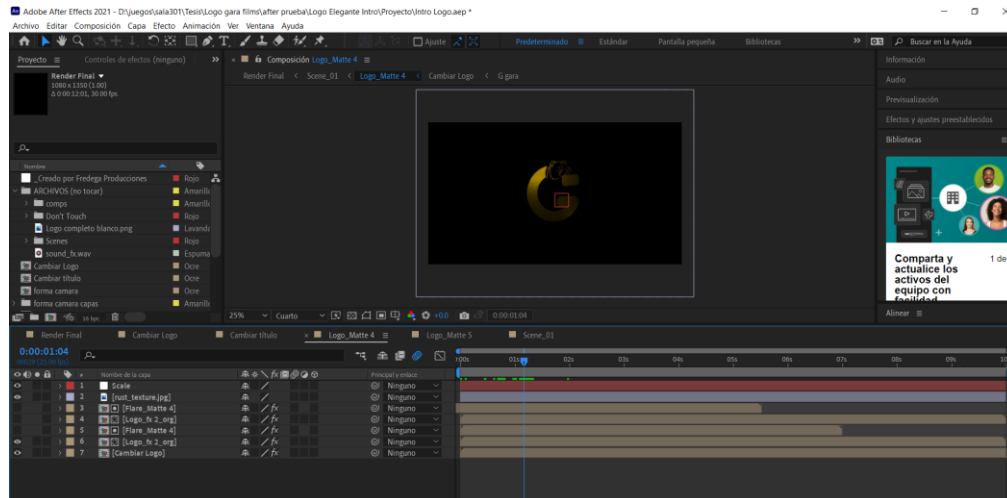 Adobe After Effects 2021 - D:\juegos\sala301\Tesis\Logo gara films\after prueba\Logo Elegante Intro\Proyecto\Intro Logo.aep *
Archivo Editar Composición Capa Efecto Animación Ver Ventana Ayuda
Ajuste Predeterminado Estándar Pantalla pequeña Bibliotecas Buscar en la Ayuda
Proyecto Controles de efectos (ninguno) Composición Logo_Matte 4 Información
Render Final
1080 x 1350 (1.00)
Δ 0:00:12:01, 30.00 fps
Render Final Scene_01 Logo_Matte 4 Cambiar Logo G gara
Audio
Previsualización
Efectos y ajustes preestablecidos
Bibliotecas
Nombre
_Creado por Fredega Producciones Rojo
ARCHIVOS (no tocar) Amarillo
comps Amarillo
Don't Touch Rojo
Logo completo blanco.png Lavanda
Scenes Rojo
sound_fx.wav Espuma
Cambiar Logo Ocre
Cambiar título Ocre
forma camara Ocre
forma camara capas Amarillo
Comparta y
actualice los
activos del
equipo con
facilidad
1 de
16 bpc 25% Cuarto +0.0 0:00:01:04 Alinear
Render Final Cambiar Logo Cambiar título Logo_Matte 4 Logo_Matte 5 Scene_01
0:00:01:04
Nombre de la capa Principal y enlace
02s 03s 04s 05s 06s 07s 08s 09s 10
1 Scale Ninguno
2 [rust_texture.jpg] Ninguno
3 [Flare_Matte 4] Ninguno
4 [Logo_fx 2_org] Ninguno
5 [Flare_Matte 4] Ninguno
6 [Logo_fx 2_org] Ninguno
7 [Cambiar Logo] Ninguno